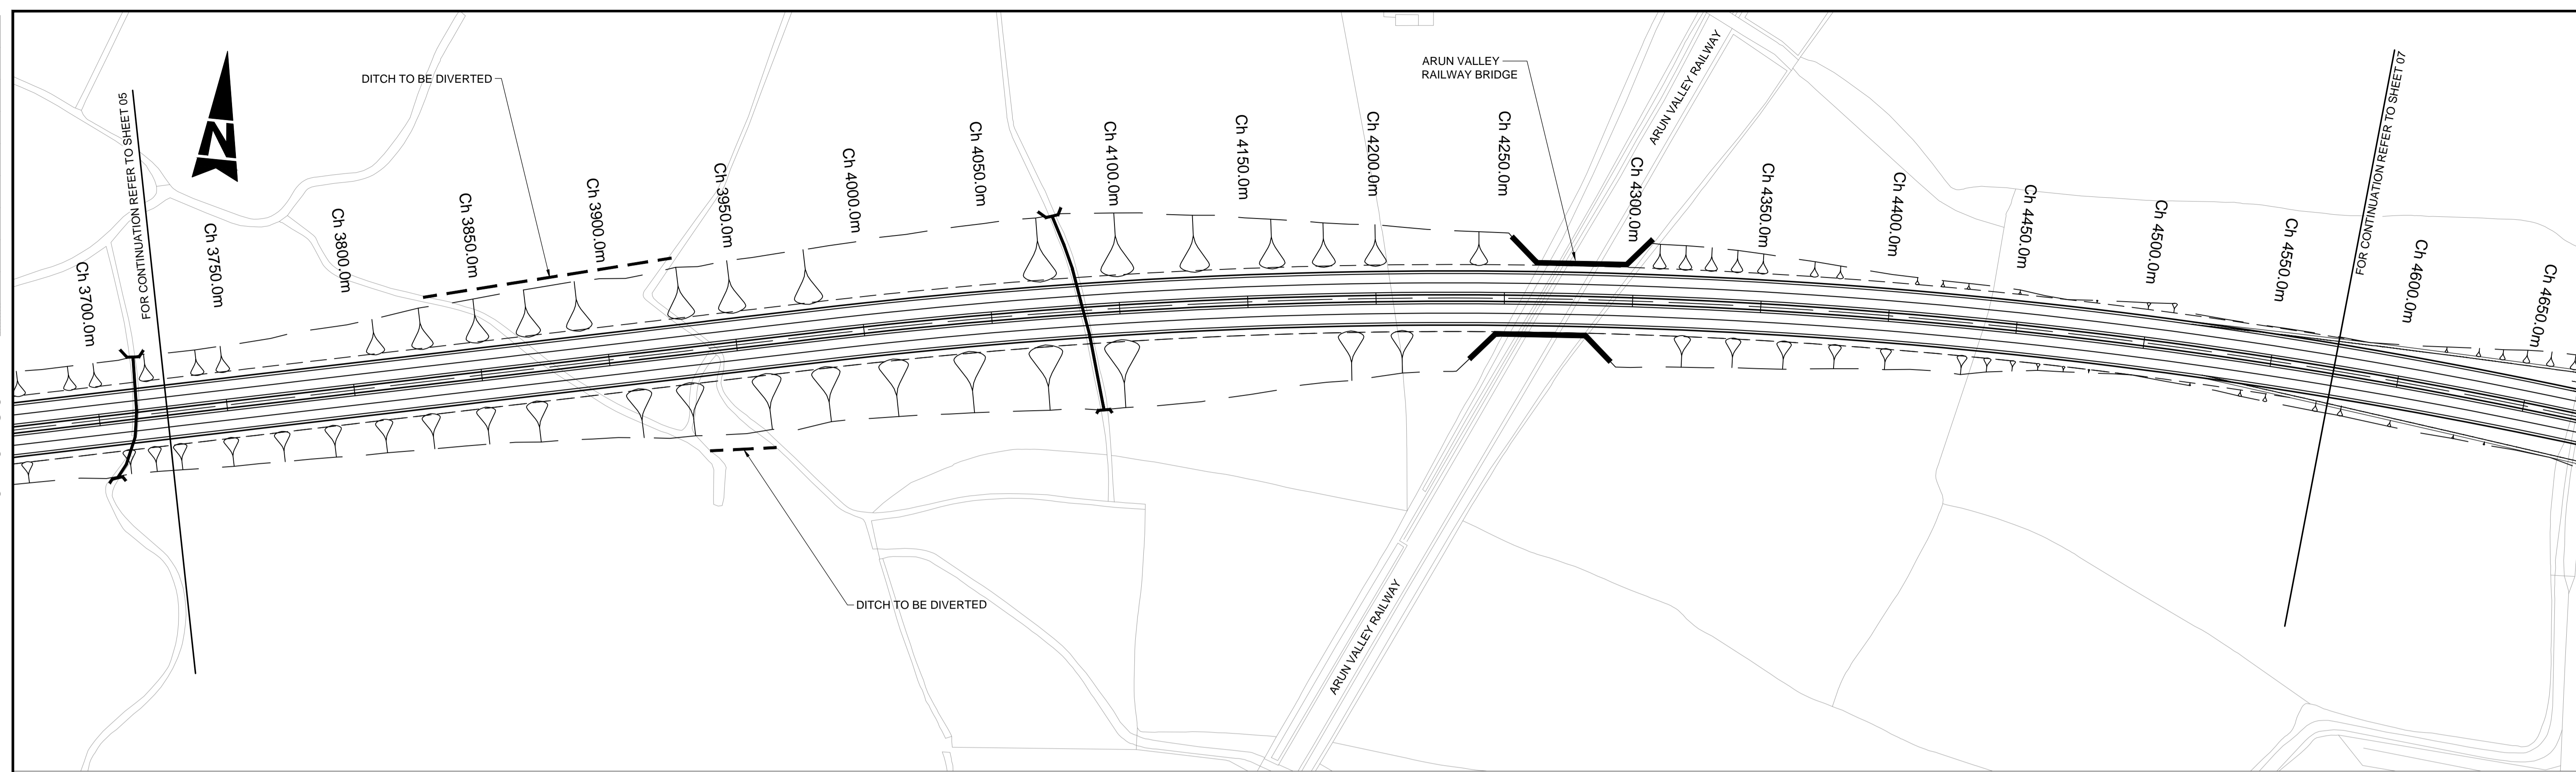 FOR CONTINUATION REFER TO SHEET 05
N
DITCH TO BE DIVERTED
ARUN VALLEY
RAILWAY BRIDGE
ARUN VALLEY RAILWAY
FOR CONTINUATION REFER TO SHEET 07
Ch 3700.0m
Ch 3750.0m
Ch 3800.0m
Ch 3850.0m
Ch 3900.0m
Ch 3950.0m
Ch 4000.0m
Ch 4050.0m
Ch 4100.0m
Ch 4150.0m
Ch 4200.0m
Ch 4250.0m
Ch 4300.0m
Ch 4350.0m
Ch 4400.0m
Ch 4450.0m
Ch 4500.0m
Ch 4550.0m
Ch 4600.0m
Ch 4650.0m
DITCH TO BE DIVERTED
ARUN VALLEY RAILWAY